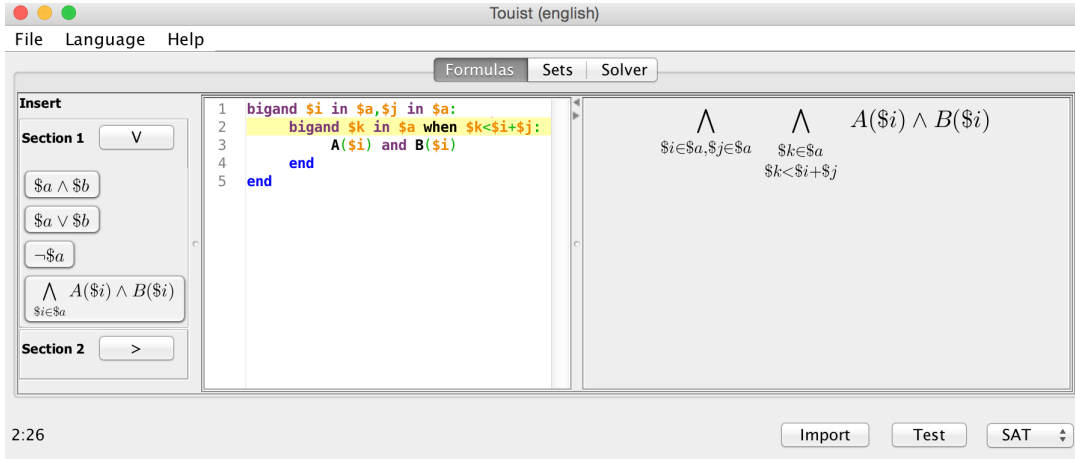 Touist (english)
File Language Help
Formulas Sets Solver
Insert
Section 1 V
$a ∧ $b
$a ∨ $b
¬$a
⋀ A($i) ∧ B($i)
$i∈$a
Section 2 >
1 bigand $i in $a,$j in $a:
2 bigand $k in $a when $k<$i+$j:
3 A($i) and B($i)
4 end
5 end
⋀ ⋀ A($i) ∧ B($i)
$i∈$a,$j∈$a $k∈$a
$k<$i+$j
2:26 Import Test SAT